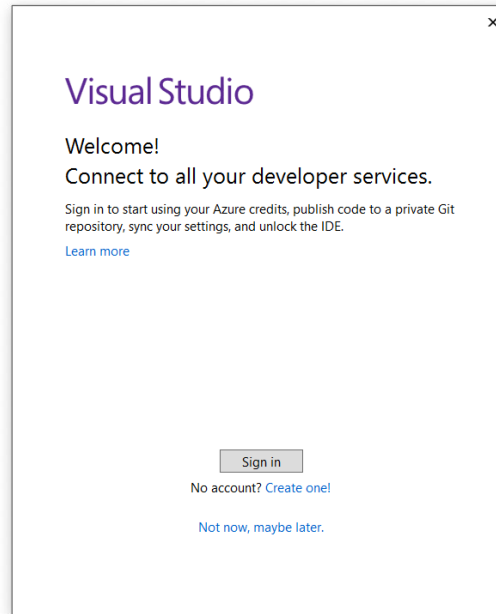 Visual Studio
Welcome!
Connect to all your developer services.
Sign in to start using your Azure credits, publish code to a private Git
repository, sync your settings, and unlock the IDE.
Learn more
Sign in
No account? Create one!
Not now, maybe later.